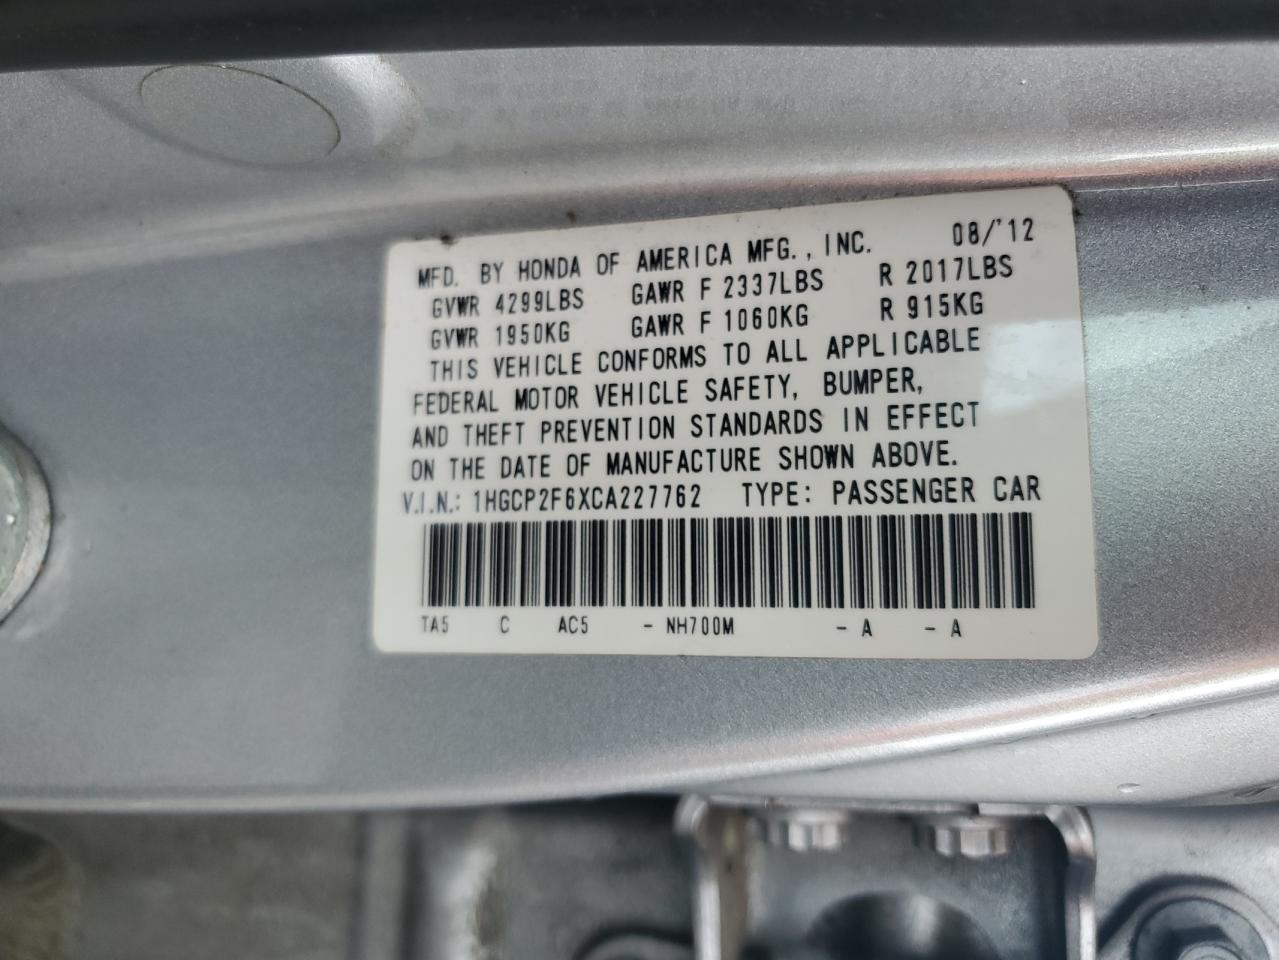 MFD. BY HONDA OF AMERICA MFG., INC. 08/'12
GVWR 4299LBS GAWR F 2337LBS R 2017LBS
GVWR 1950KG GAWR F 1060KG R 915KG
THIS VEHICLE CONFORMS TO ALL APPLICABLE
FEDERAL MOTOR VEHICLE SAFETY, BUMPER,
AND THEFT PREVENTION STANDARDS IN EFFECT
ON THE DATE OF MANUFACTURE SHOWN ABOVE.
V.I.N.: 1HGCP2F6XCA227762 TYPE: PASSENGER CAR
TA5 C AC5 - NH700M - A - A